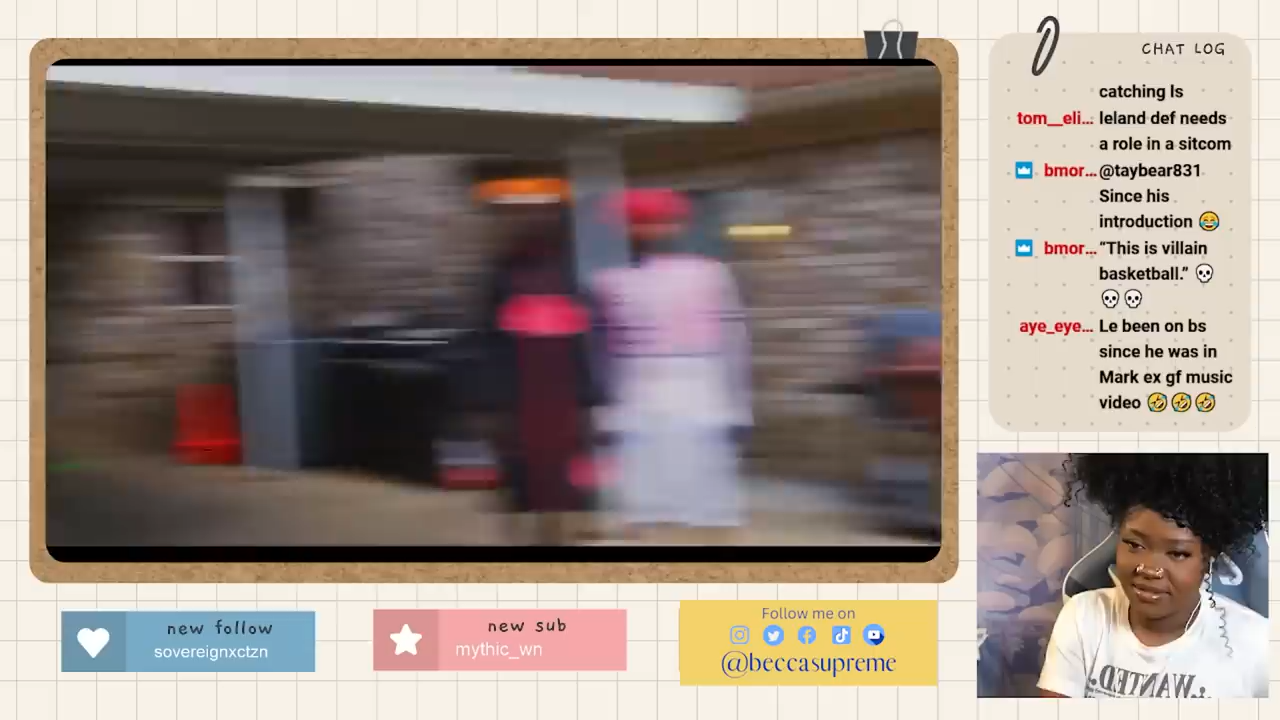 CHAT LOG
catching ls
tom__eli... leland def needs
a role in a sitcom
bmor... @taybear831
Since his
introduction 😂
bmor... “This is villain
basketball.” 💀
💀💀
aye_eye... Le been on bs
since he was in
Mark ex gf music
video 🤣🤣🤣
WANTED.
new follow
sovereignxctzn
new sub
mythic_wn
Follow me on
@beccasupreme